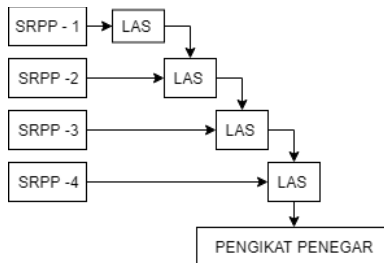 SRPP - 1
LAS
SRPP -2
LAS
SRPP -3
LAS
SRPP -4
LAS
PENGIKAT PENEGAR